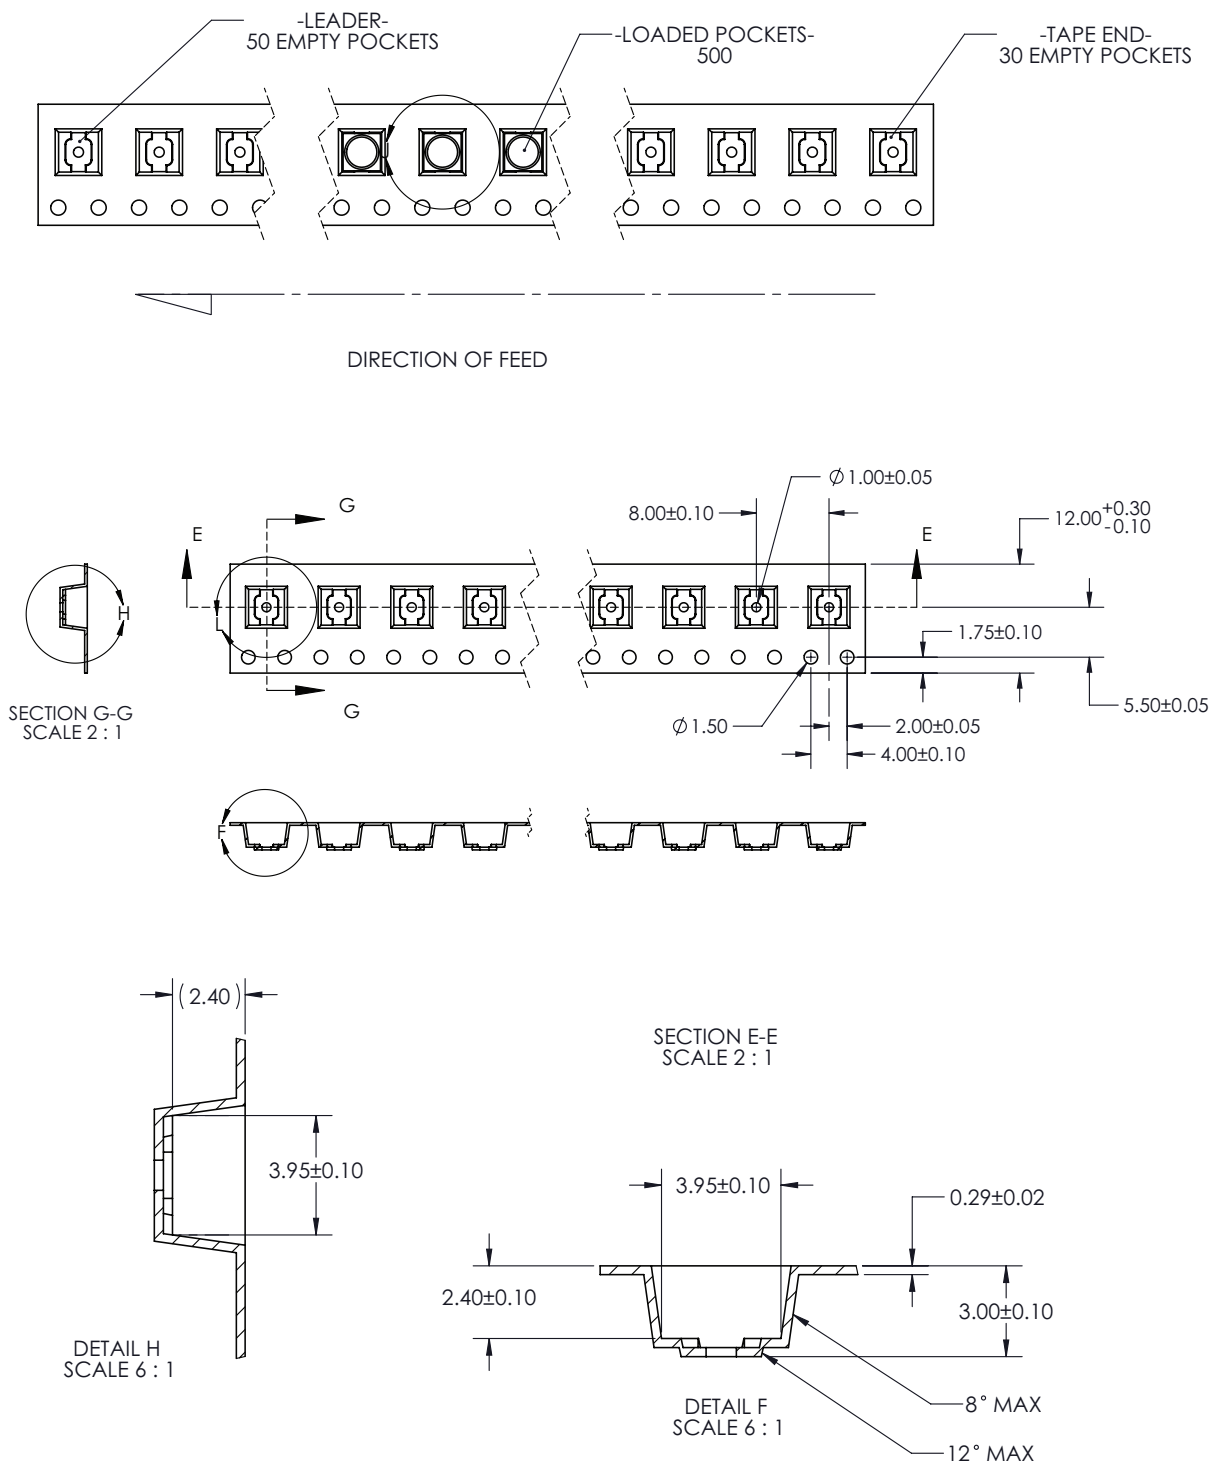 -LEADER-
50 EMPTY POCKETS
-LOADED POCKETS-
500
-TAPE END-
30 EMPTY POCKETS
DIRECTION OF FEED
G
Ø1.00±0.05
8.00±0.10
12.00 +0.30
-0.10
E
E
H
L
1.75±0.10
SECTION G-G
SCALE 2 : 1
G
Ø1.50
2.00±0.05
5.50±0.05
4.00±0.10
F
(2.40)
SECTION E-E
SCALE 2 : 1
3.95±0.10
3.95±0.10
0.29±0.02
2.40±0.10
3.00±0.10
DETAIL H
SCALE 6 : 1
DETAIL F
SCALE 6 : 1
8° MAX
12° MAX